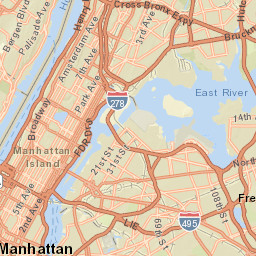 Cross Bronx Expy
Bergen Blvd
Palisade Ave
Henry
Amsterdam Ave
7th Ave
3rd Ave
Bruckn
Hutc
Park Ave
Broadway
278
East River
14th A
FDR Dr
Manhattan
Island
21st St
31st St
North
5th Ave
2nd Ave
108th St
Fre
LIE
69th St
495
Manhattan